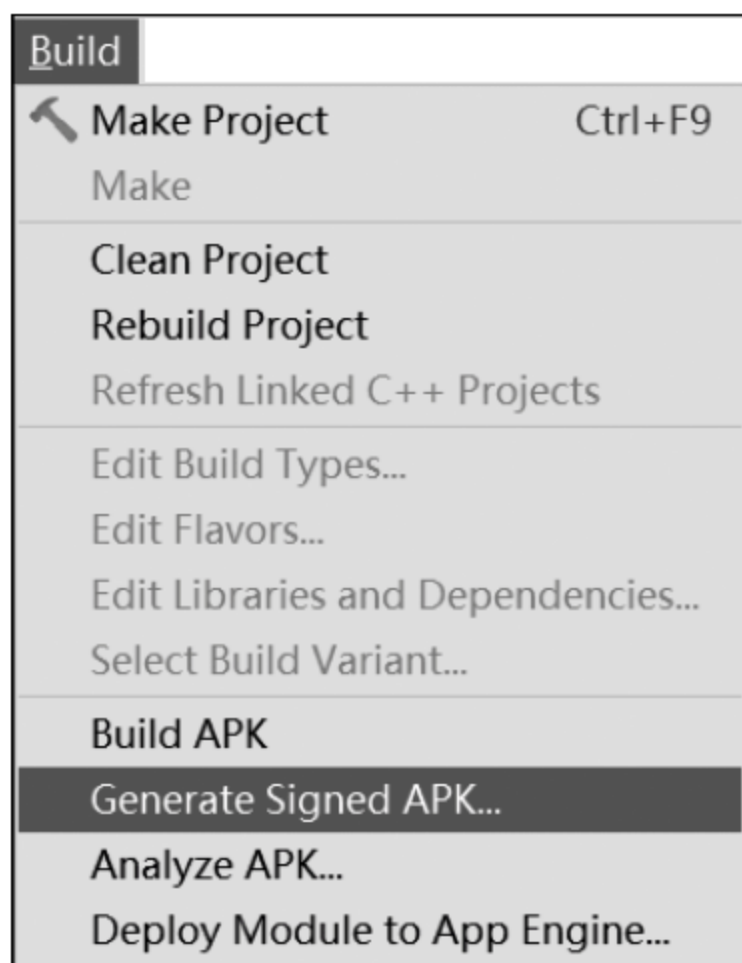 Build
Make Project Ctrl+F9
Make
Clean Project
Rebuild Project
Refresh Linked C++ Projects
Edit Build Types...
Edit Flavors...
Edit Libraries and Dependencies...
Select Build Variant...
Build APK
Generate Signed APK...
Analyze APK...
Deploy Module to App Engine...